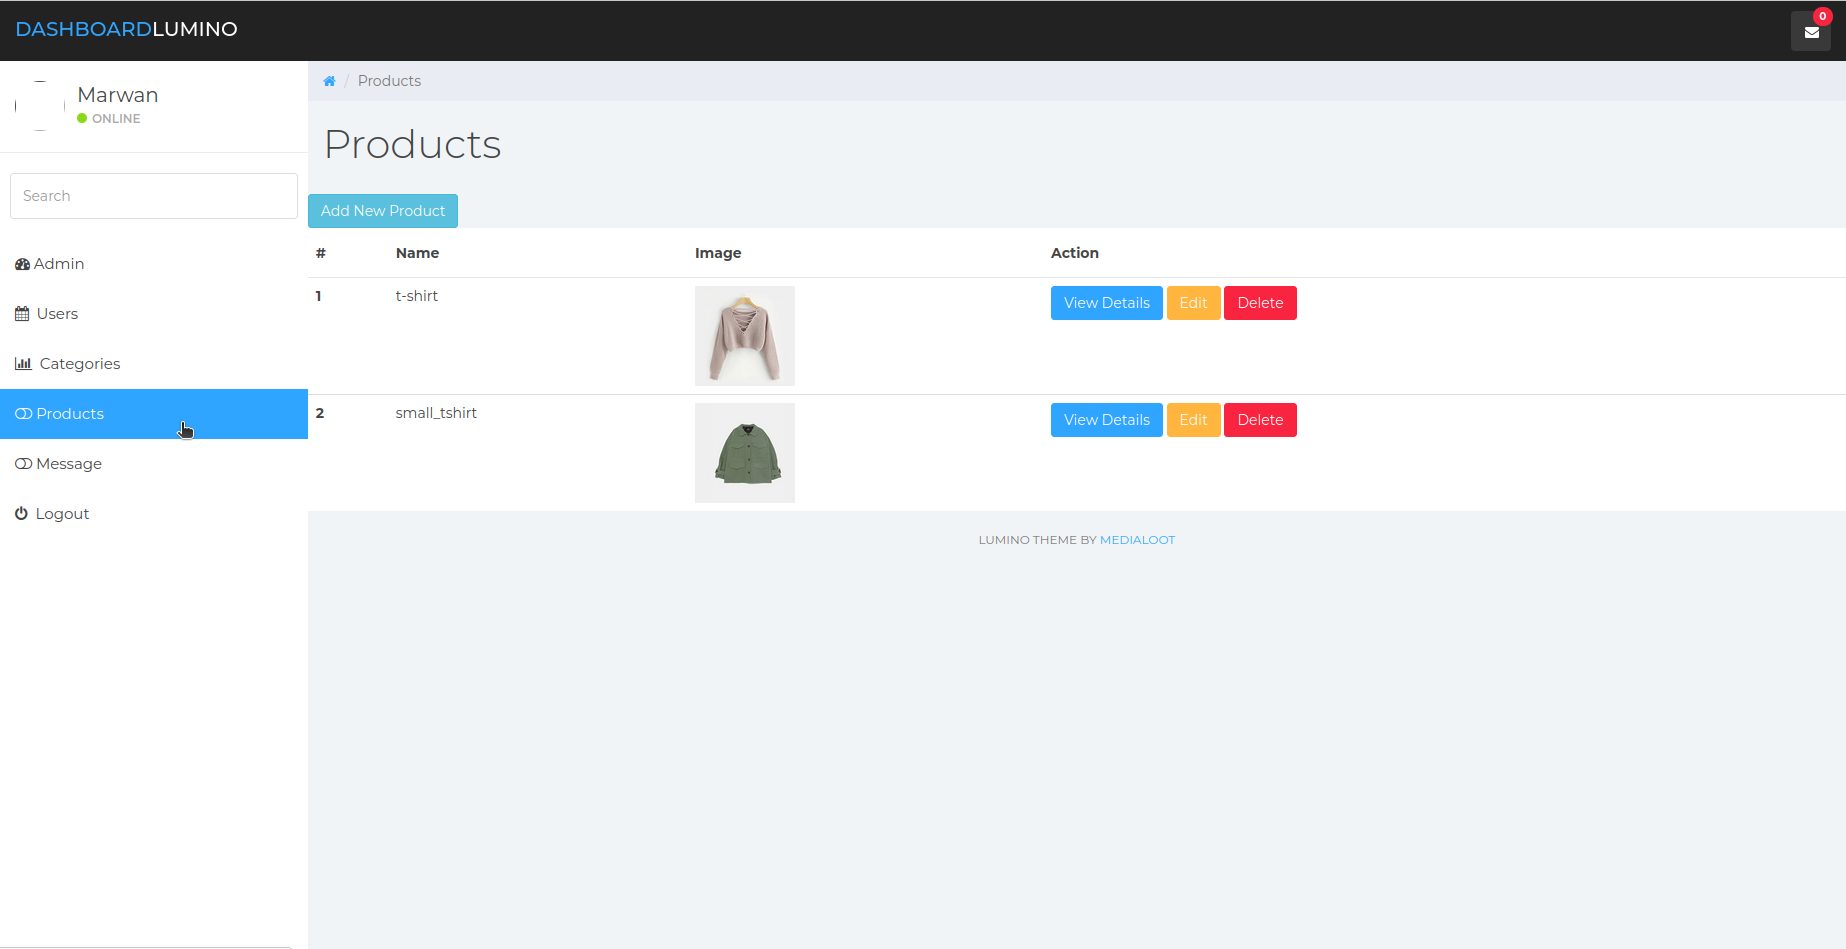 DASHBOARDLUMINO
0
Marwan
ONLINE
Search
Admin
Users
Categories
Products
Message
Logout
/ Products
Products
Add New Product
# Name Image Action
1 t-shirt View Details Edit Delete
2 small_tshirt View Details Edit Delete
LUMINO THEME BY MEDIALOOT